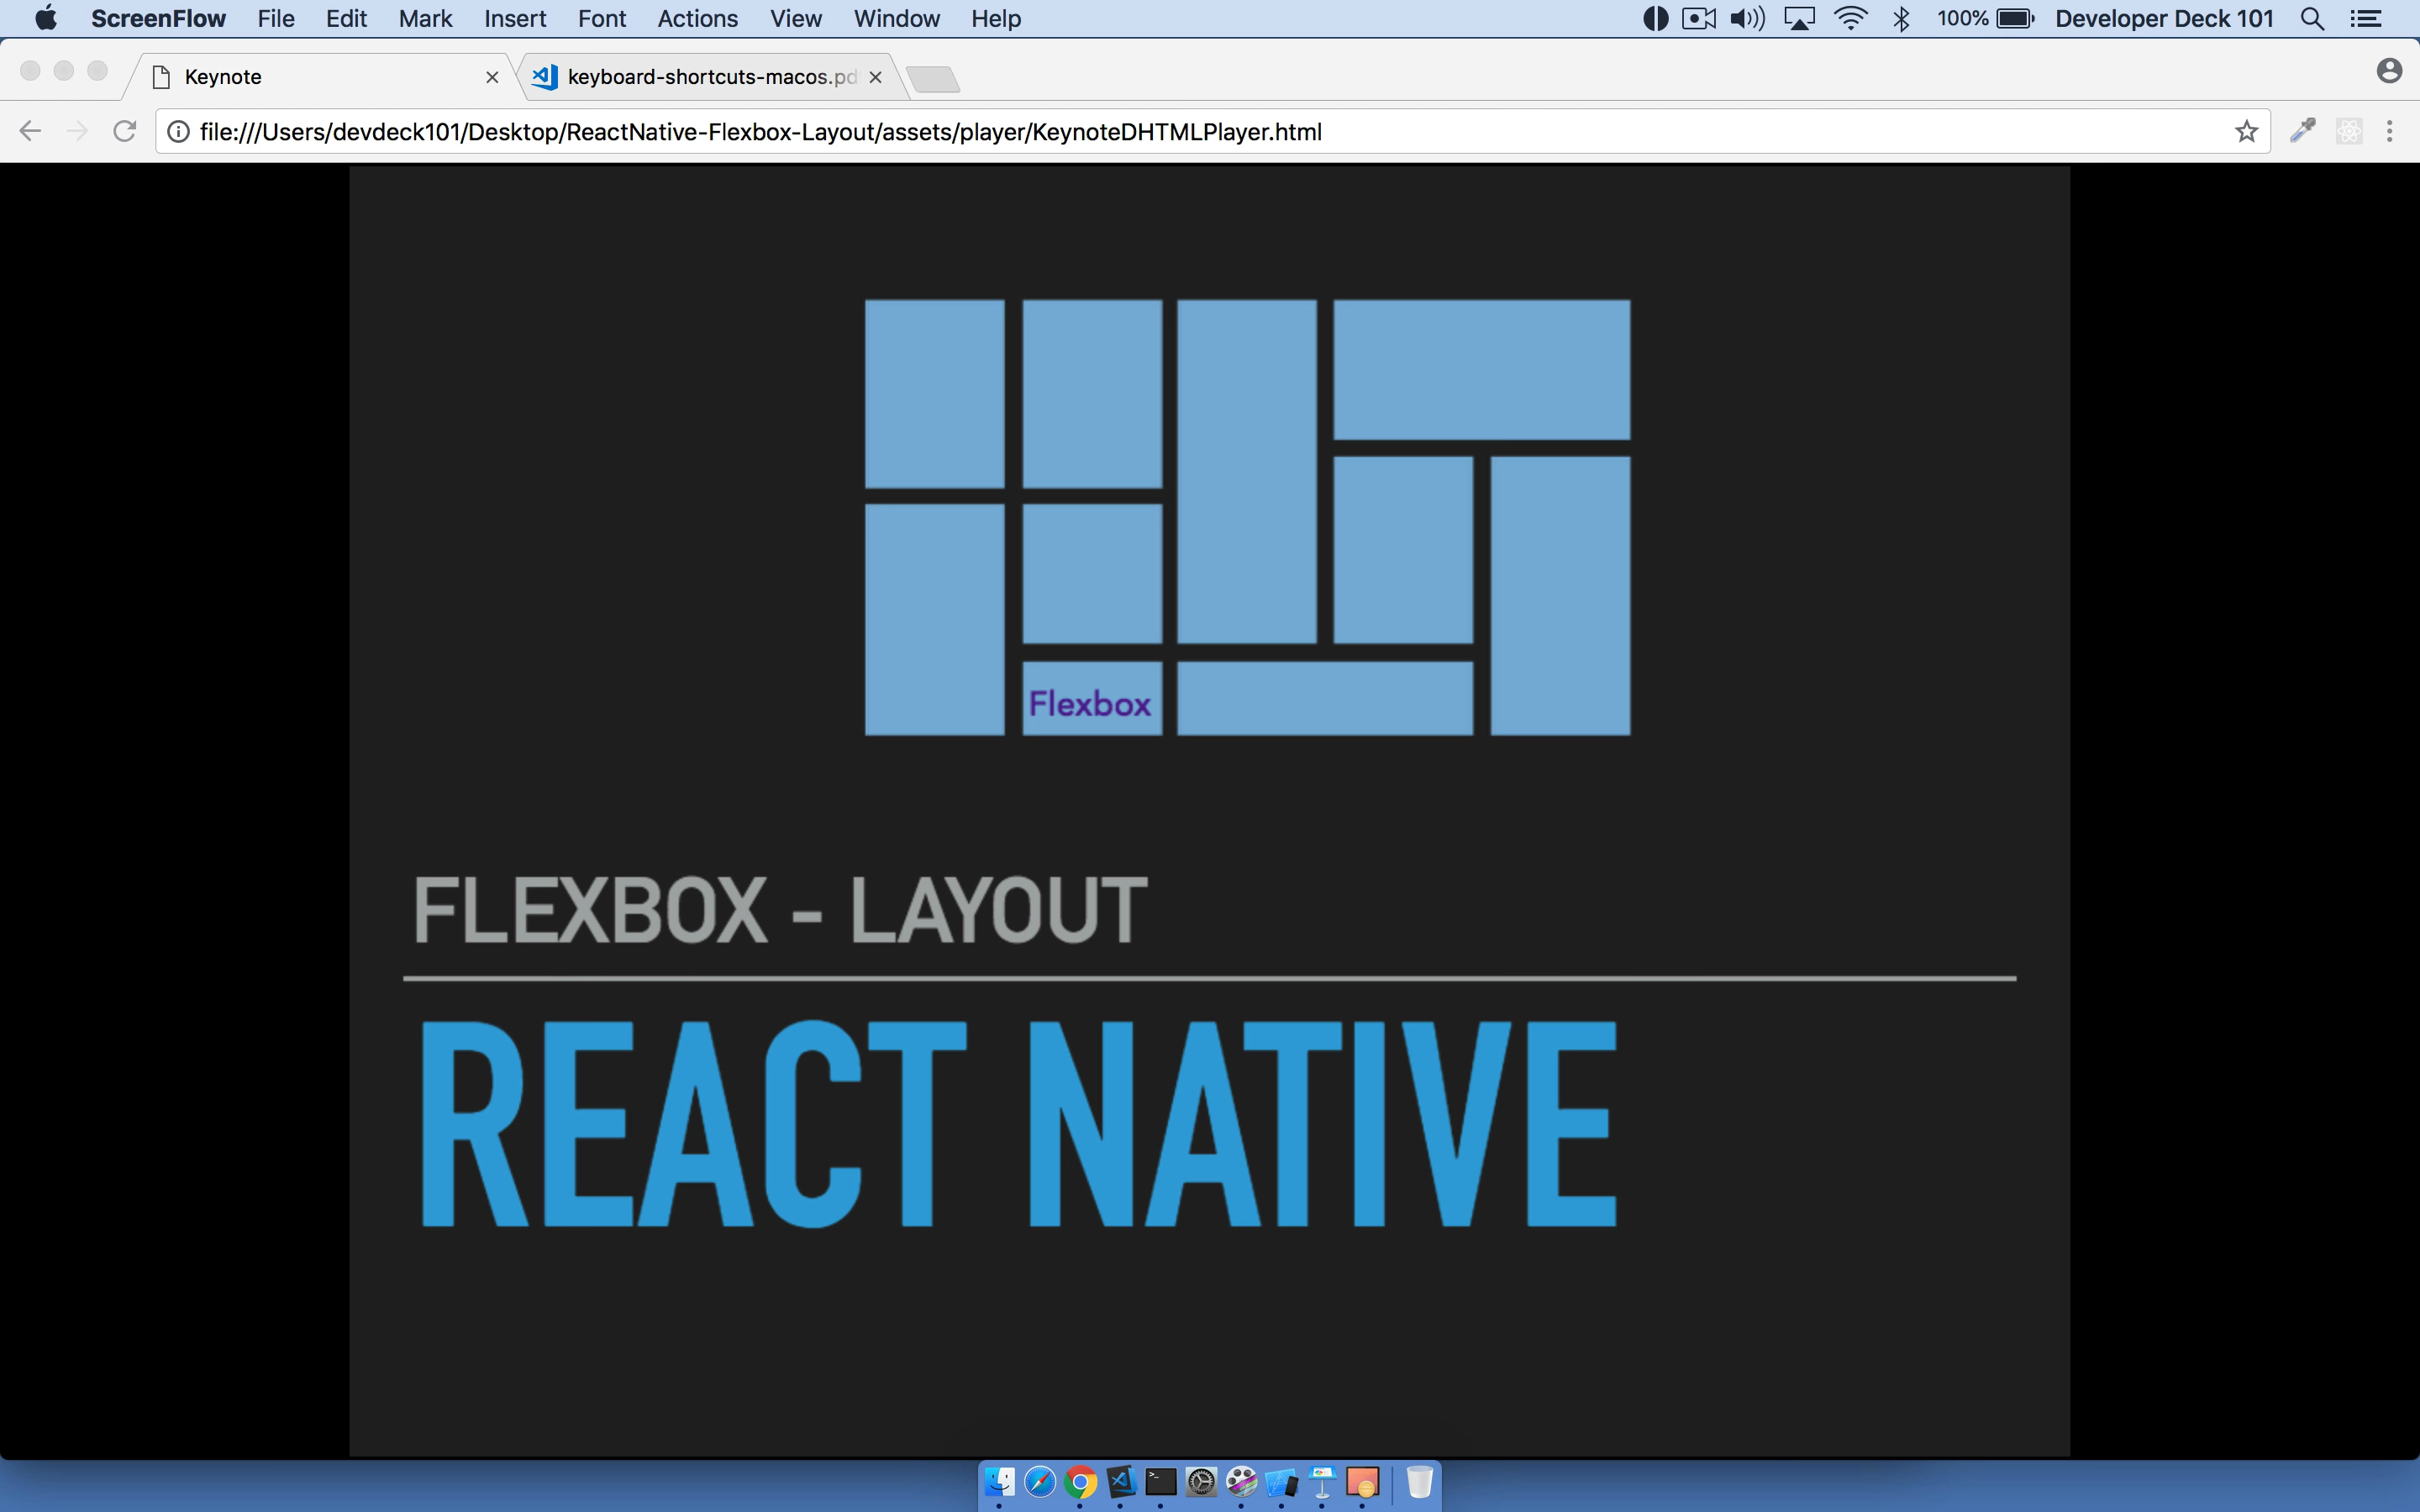 ScreenFlow File Edit Mark Insert Font Actions View Window Help 100% Developer Deck 101
Keynote keyboard-shortcuts-macos.pd
file:///Users/devdeck101/Desktop/ReactNative-Flexbox-Layout/assets/player/KeynoteDHTMLPlayer.html
Flexbox
FLEXBOX - LAYOUT
REACT NATIVE